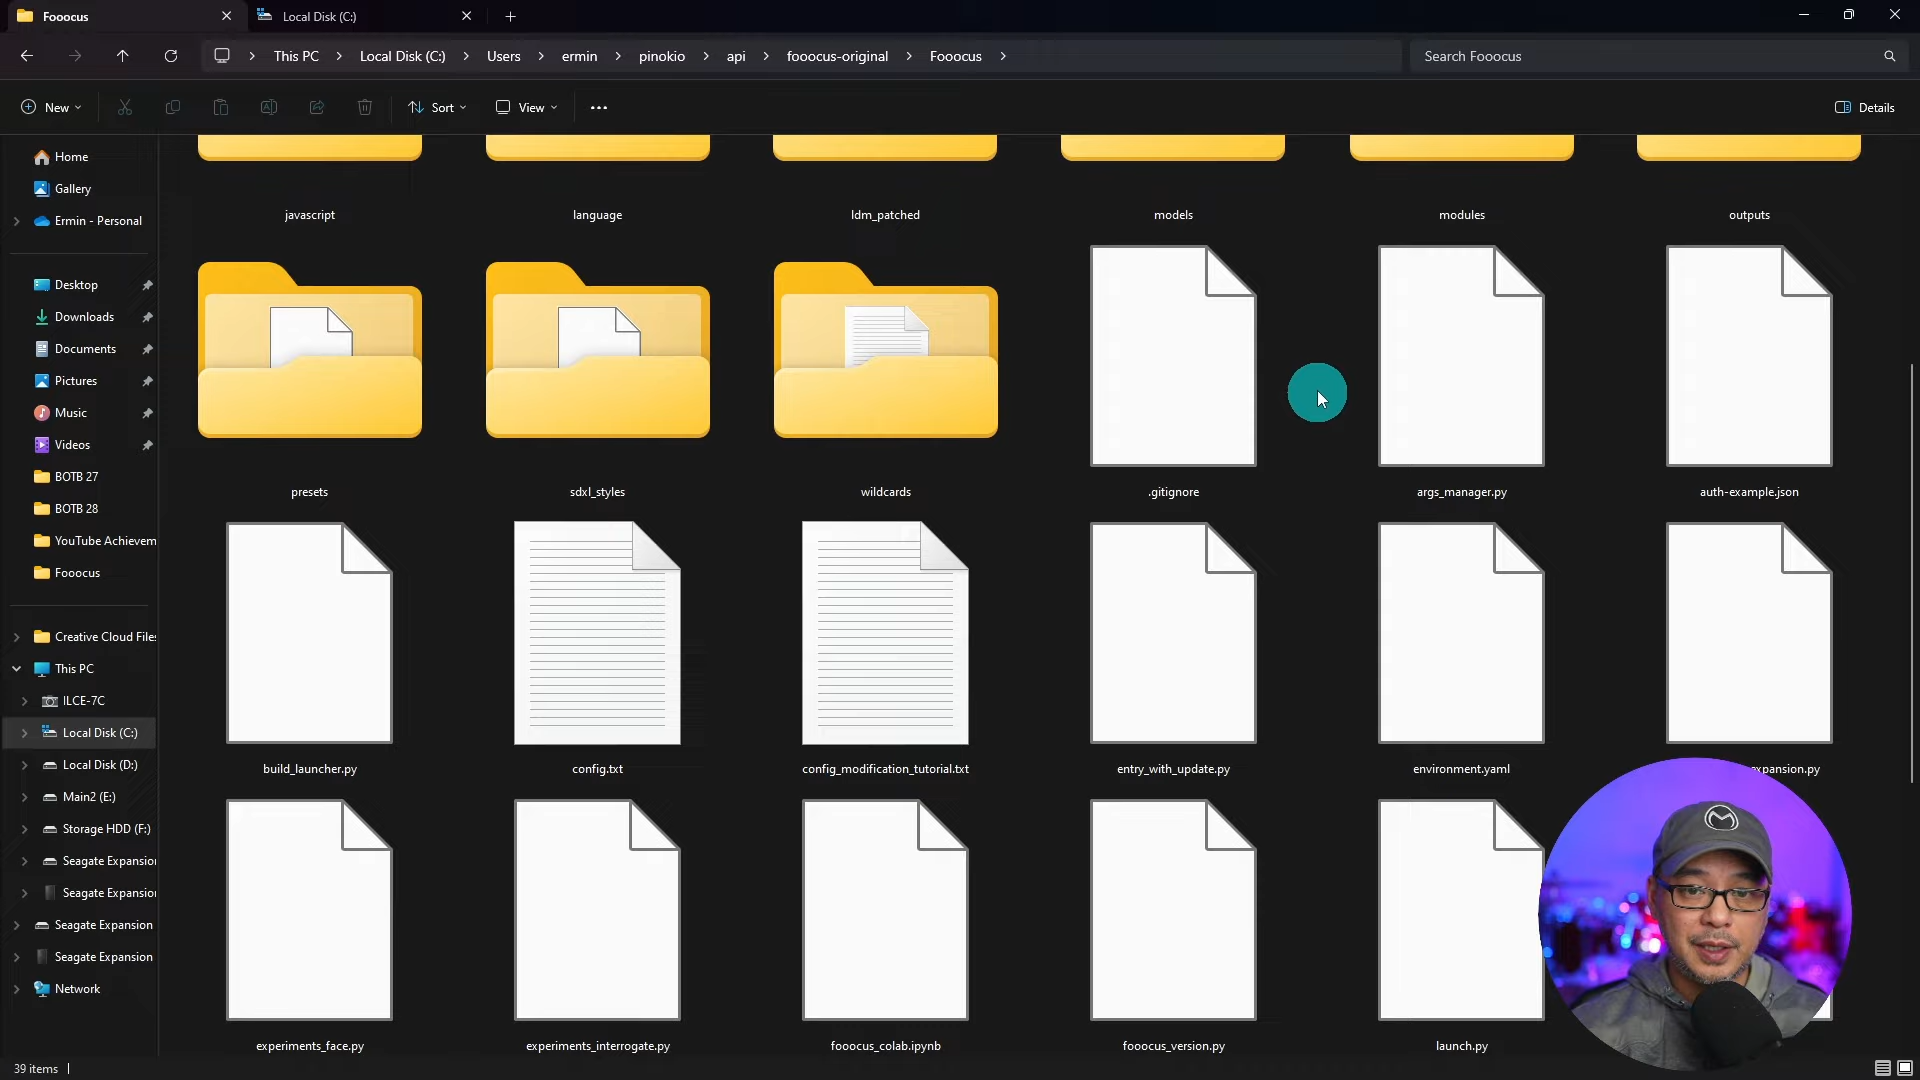 Fooocus
Local Disk (C:)
This PC
Local Disk (C:)
Users
ermin
pinokio
api
fooocus-original
Fooocus
Search Fooocus
New
Sort
View
Details
Home
Gallery
Ermin - Personal
Desktop
Downloads
Documents
Pictures
Music
Videos
BOTB 27
BOTB 28
YouTube Achievem
Fooocus
Creative Cloud Files
This PC
ILCE-7C
Local Disk (C:)
Local Disk (D:)
Main2 (E:)
Storage HDD (F:)
Seagate Expansion
Seagate Expansion
Seagate Expansion
Seagate Expansion
Network
javascript
language
ldm_patched
models
modules
outputs
presets
sdxl_styles
wildcards
.gitignore
args_manager.py
auth-example.json
build_launcher.py
config.txt
config_modification_tutorial.txt
entry_with_update.py
environment.yaml
expansion.py
experiments_face.py
experiments_interrogate.py
fooocus_colab.ipynb
fooocus_version.py
launch.py
39 items